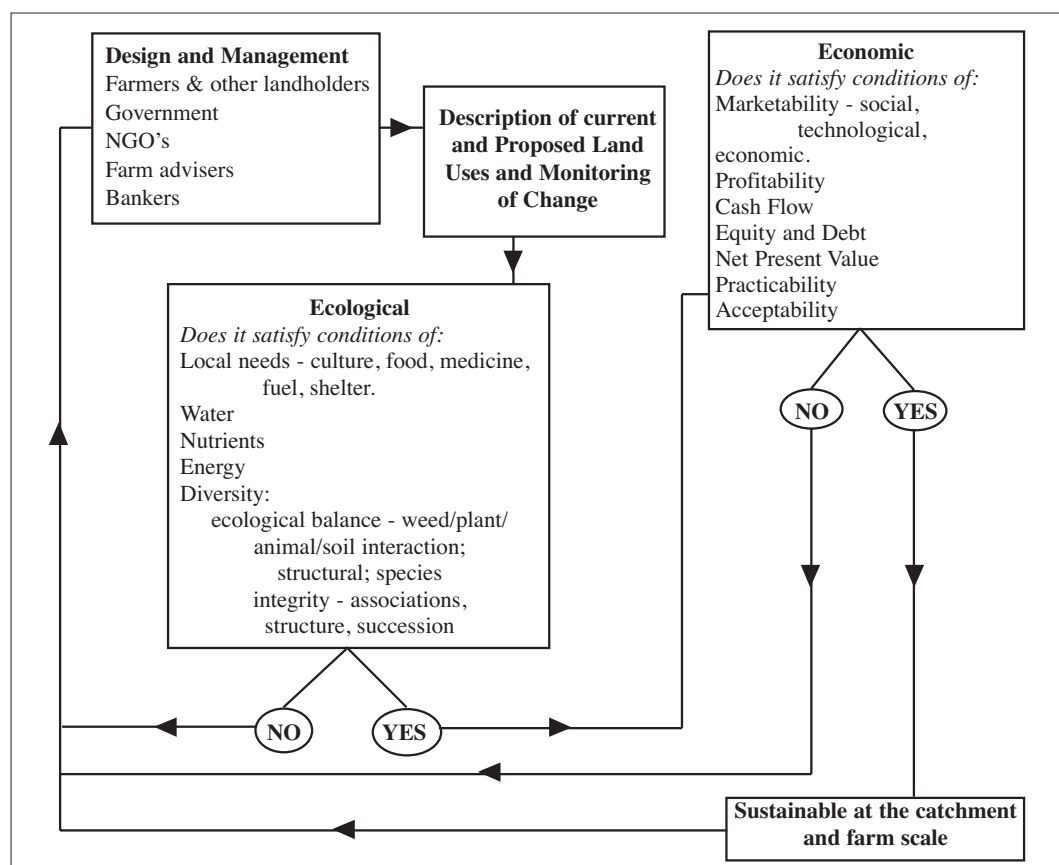 Design and Management
Farmers & other landholders
Government
NGO's
Farm advisers
Bankers
Description of current
and Proposed Land
Uses and Monitoring
of Change
Ecological
Does it satisfy conditions of:
Local needs - culture, food, medicine,
fuel, shelter.
Water
Nutrients
Energy
Diversity:
ecological balance - weed/plant/
animal/soil interaction;
structural; species
integrity - associations,
structure, succession
NO
YES
Economic
Does it satisfy conditions of:
Marketability - social,
technological,
economic.
Profitability
Cash Flow
Equity and Debt
Net Present Value
Practicability
Acceptability
NO
YES
Sustainable at the catchment
and farm scale